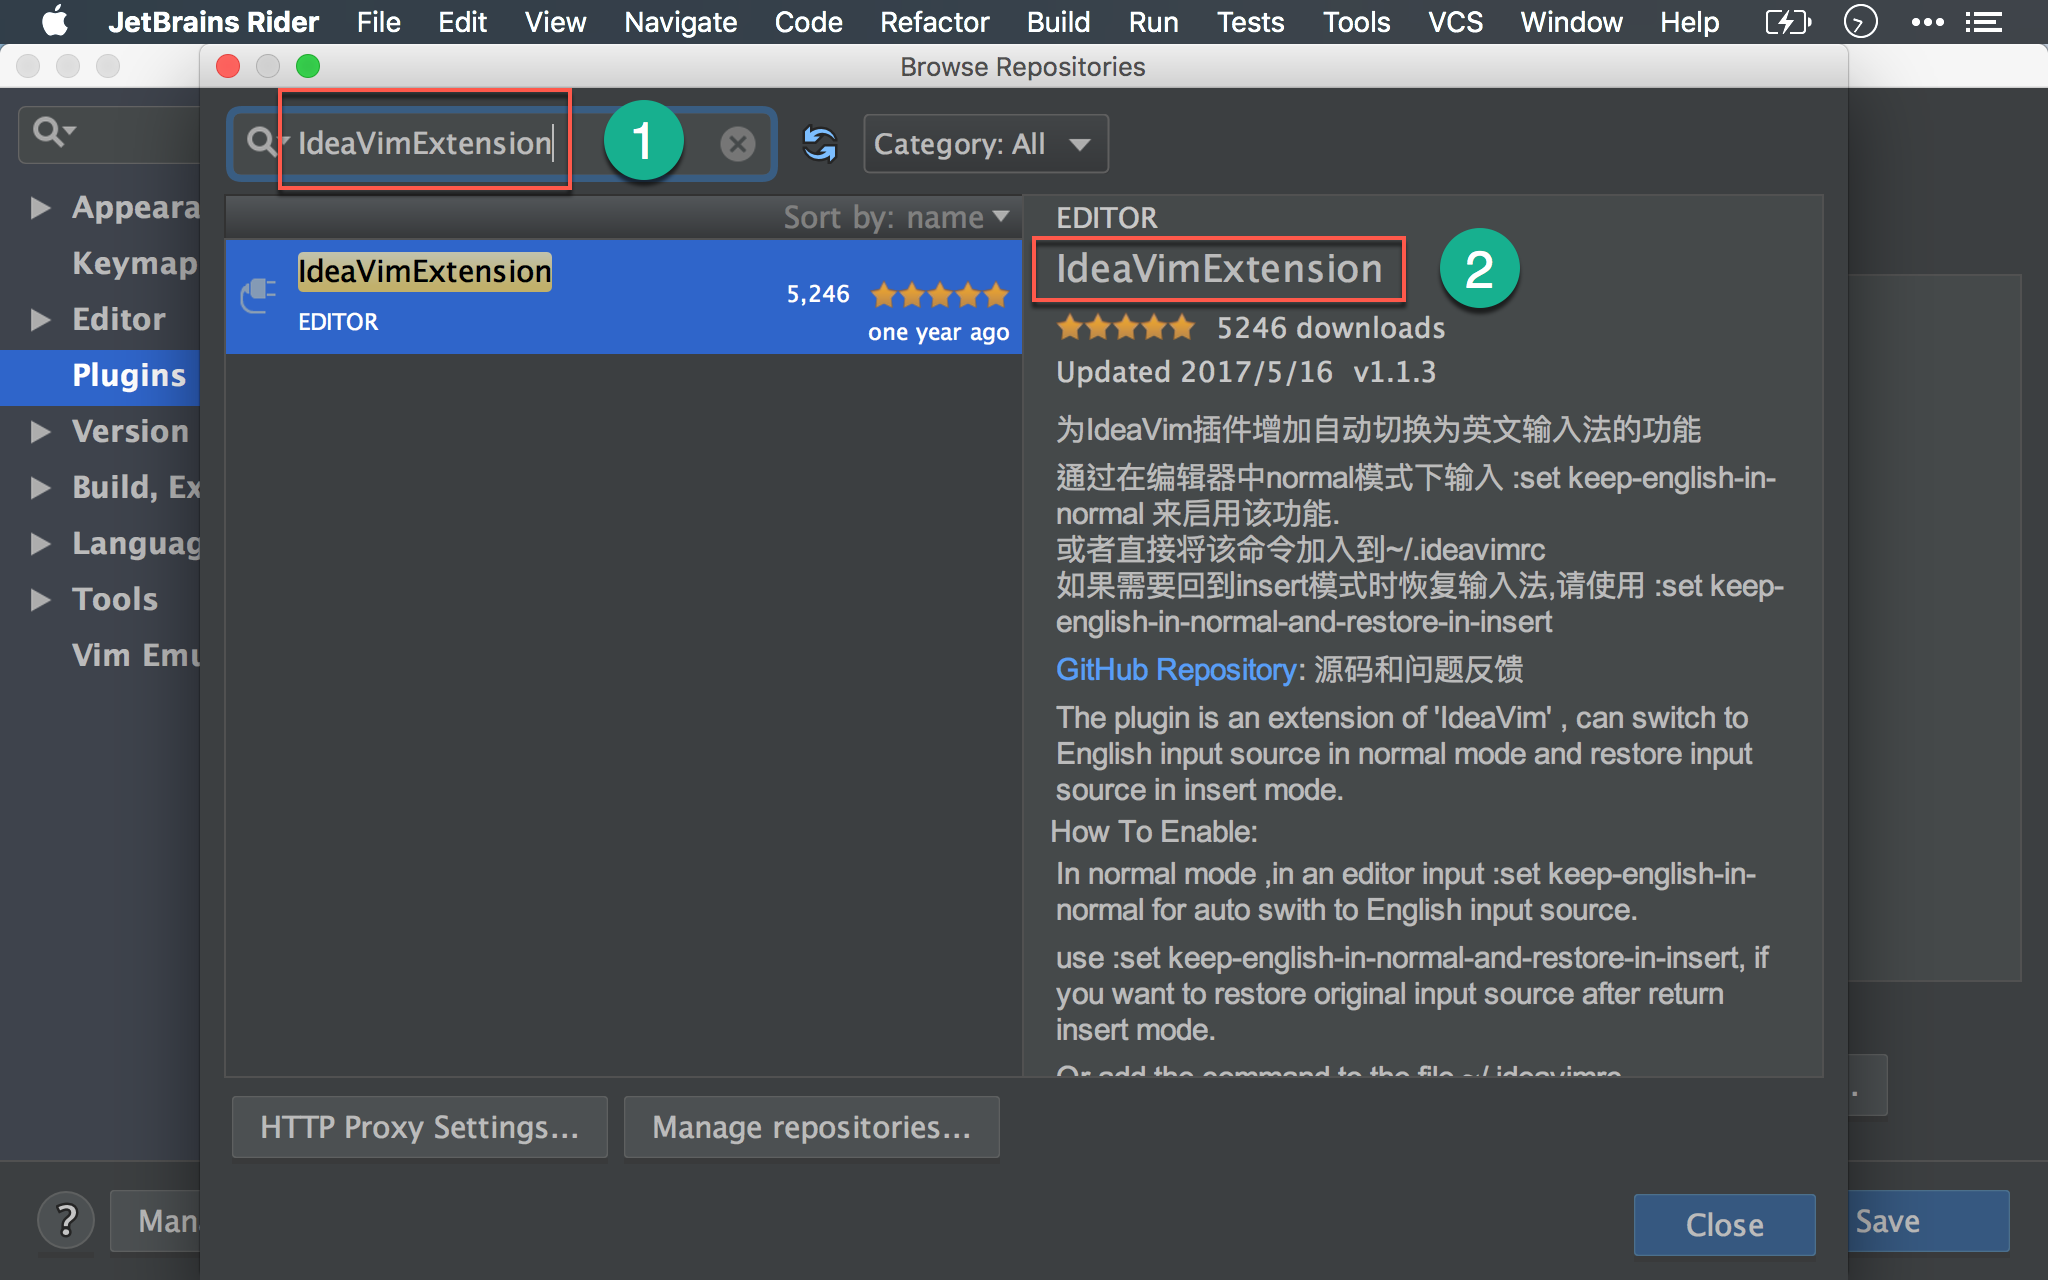 JetBrains Rider File Edit View Navigate Code Refactor Build Run Tests Tools VCS Window Help
Browse Repositories
IdeaVimExtension
1
Category: All
Appeara
Keymap
Editor
Plugins
Version
Build, Ex
Languag
Tools
Vim Emu
Sort by: name
IdeaVimExtension
EDITOR
5,246
one year ago
EDITOR
IdeaVimExtension
2
5246 downloads
Updated 2017/5/16 v1.1.3
为IdeaVim插件增加自动切换为英文输入法的功能
通过在编辑器中normal模式下输入 :set keep-english-in-
normal 来启用该功能.
或者直接将该命令加入到~/.ideavimrc
如果需要回到insert模式时恢复输入法,请使用 :set keep-
english-in-normal-and-restore-in-insert
GitHub Repository: 源码和问题反馈
The plugin is an extension of 'IdeaVim' , can switch to
English input source in normal mode and restore input
source in insert mode.
How To Enable:
In normal mode ,in an editor input :set keep-english-in-
normal for auto swith to English input source.
use :set keep-english-in-normal-and-restore-in-insert, if
you want to restore original input source after return
insert mode.
Or add the command to the file ~/.ideavimrc
HTTP Proxy Settings...
Manage repositories...
.
?
Mana
Close
Save